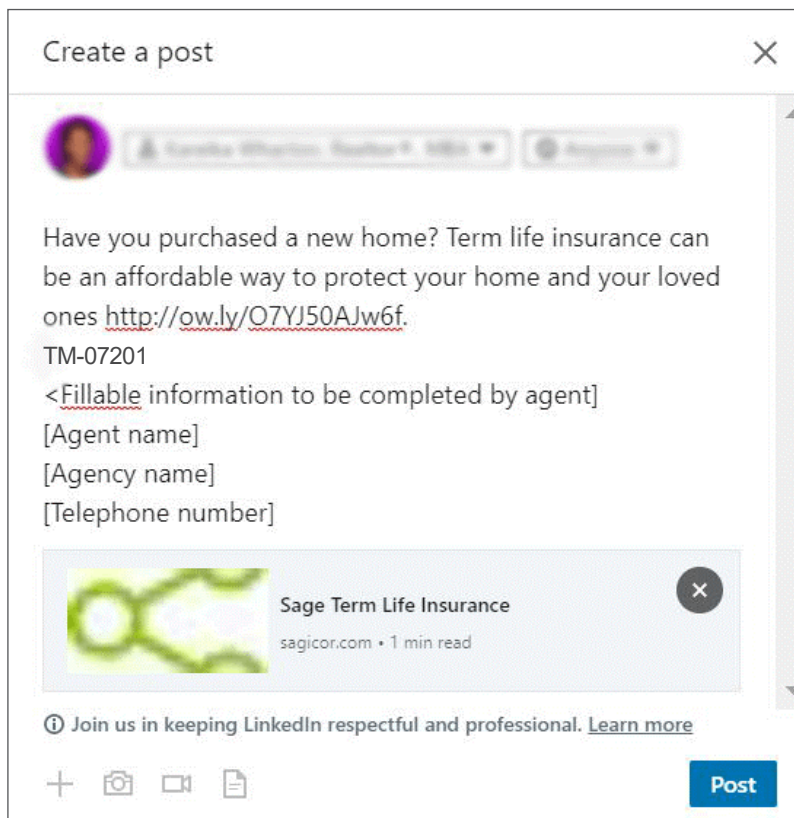 Create a post
Have you purchased a new home? Term life insurance can
be an affordable way to protect your home and your loved
ones http://ow.ly/O7YJ50AJw6f.
TM-07201
<Fillable information to be completed by agent]
[Agent name]
[Agency name]
[Telephone number]
Sage Term Life Insurance
sagicor.com • 1 min read
Join us in keeping LinkedIn respectful and professional. Learn more
Post